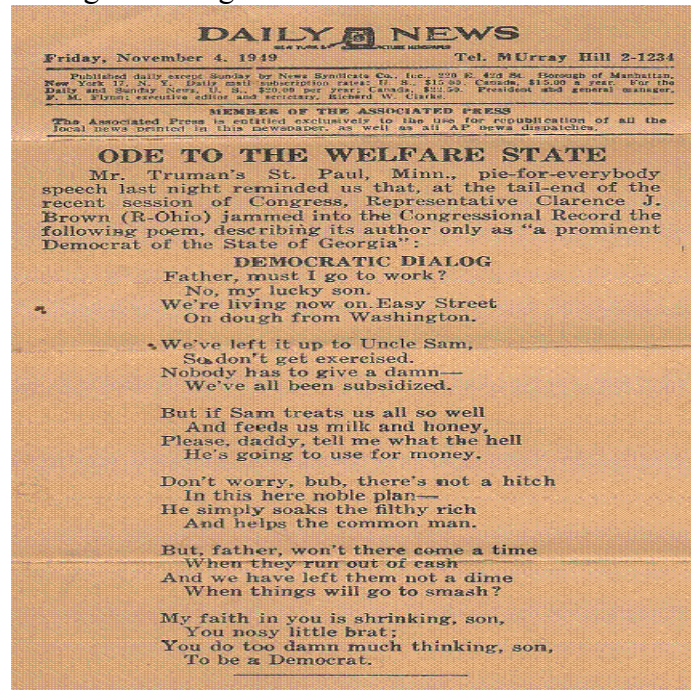 DAILY NEWS
NEW YORK'S PICTURE NEWSPAPER
Friday, November 4, 1949 Tel. MUrray Hill 2-1234
Published daily except Sunday by News Syndicate Co., Inc., 220 E. 42d St. Borough of Manhattan,
New York 17, N. Y. Daily mail subscription rates: U. S., $15.00. Canada, $15.00 a year. For the
Daily and Sunday News, U. S., $20.00 per year; Canada, $22.50. President and general manager,
F. M. Flynn; executive editor and secretary, Richard W. Clarke.
MEMBER OF THE ASSOCIATED PRESS
The Associated Press is entitled exclusively to the use for republication of all the
local news printed in this newspaper, as well as all AP news dispatches.
ODE TO THE WELFARE STATE
Mr. Truman's St. Paul, Minn., pie-for-everybody
speech last night reminded us that, at the tail-end of the
recent session of Congress, Representative Clarence J.
Brown (R-Ohio) jammed into the Congressional Record the
following poem, describing its author only as "a prominent
Democrat of the State of Georgia":
DEMOCRATIC DIALOG
Father, must I go to work?
No, my lucky son.
We're living now on Easy Street
On dough from Washington.
We've left it up to Uncle Sam,
So don't get exercised.
Nobody has to give a damn—
We've all been subsidized.
But if Sam treats us all so well
And feeds us milk and honey,
Please, daddy, tell me what the hell
He's going to use for money.
Don't worry, bub, there's not a hitch
In this here noble plan—
He simply soaks the filthy rich
And helps the common man.
But, father, won't there come a time
When they run out of cash
And we have left them not a dime
When things will go to smash?
My faith in you is shrinking, son,
You nosy little brat;
You do too damn much thinking, son,
To be a Democrat.